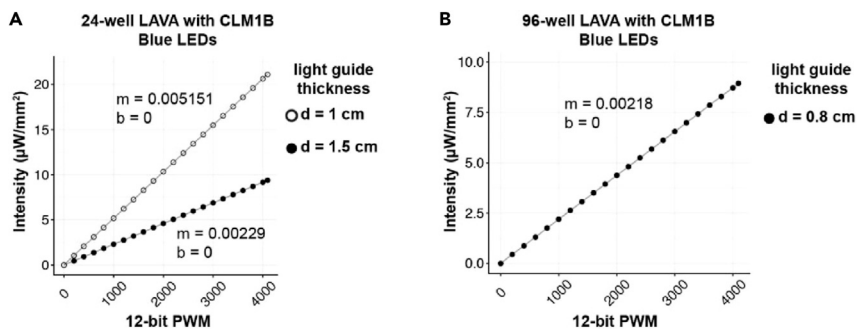 A
24-well LAVA with CLM1B
Blue LEDs
Intensity (µW/mm²)
20
15
10
5
0
m = 0.005151
b = 0
m = 0.00229
b = 0
0
1000
2000
3000
4000
12-bit PWM
light guide
thickness
d = 1 cm
d = 1.5 cm
B
96-well LAVA with CLM1B
Blue LEDs
Intensity (µW/mm²)
10.0
7.5
5.0
2.5
0.0
m = 0.00218
b = 0
0
1000
2000
3000
4000
12-bit PWM
light guide
thickness
d = 0.8 cm